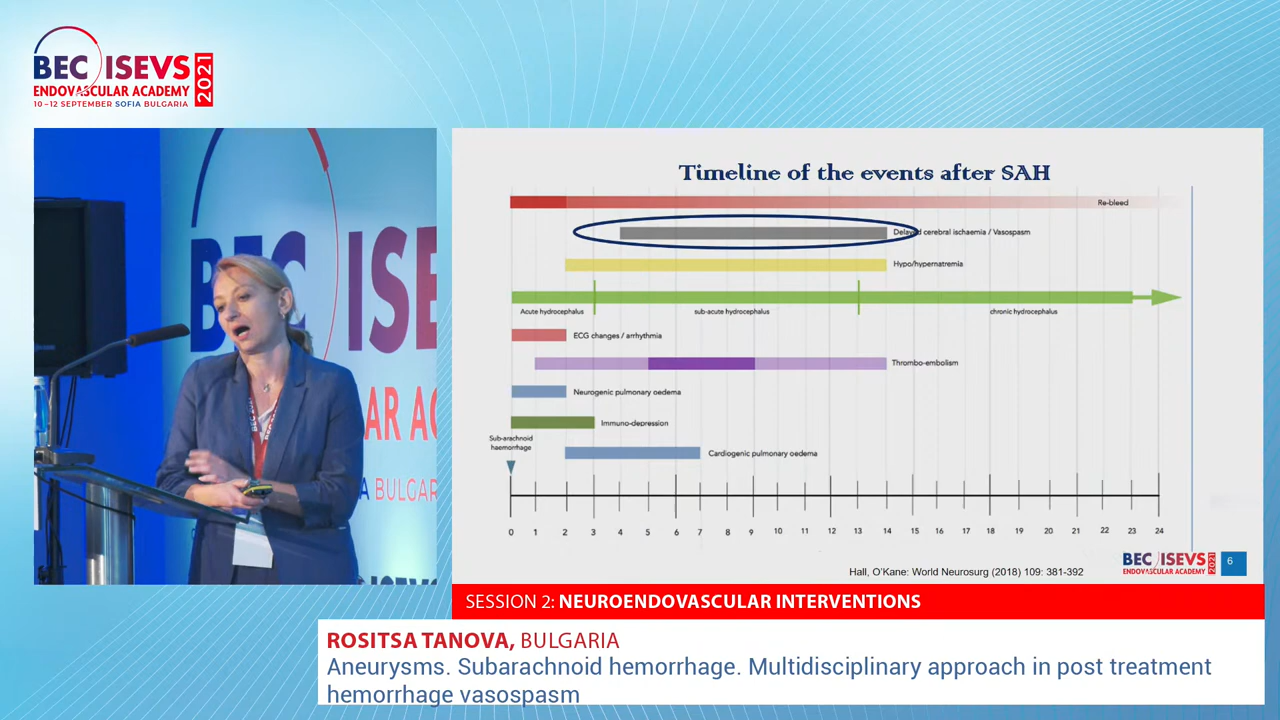 BEC ISEVS
2021
ENDOVASCULAR ACADEMY
10–12 SEPTEMBER SOFIA BULGARIA
BEC ISE
AR AC
A BULGAR
Timeline of the events after SAH
Re-bleed
Delayed cerebral ischaemia / Vasospasm
Hypo/hypernatremia
Acute hydrocephalus sub-acute hydrocephalus chronic hydrocephalus
ECG changes / arrhythmia
Thrombo-embolism
Neurogenic pulmonary oedema
Immuno-depression
Sub-arachnoid
haemorrhage
Cardiogenic pulmonary oedema
0 1 2 3 4 5 6 7 8 9 10 11 12 13 14 15 16 17 18 19 20 21 22 23 24
BEC ISEVS
2021
ENDOVASCULAR ACADEMY
6
Hall, O'Kane: World Neurosurg (2018) 109: 381-392
SESSION 2: NEUROENDOVASCULAR INTERVENTIONS
ROSITSA TANOVA, BULGARIA
Aneurysms. Subarachnoid hemorrhage. Multidisciplinary approach in post treatment
hemorrhage vasospasm